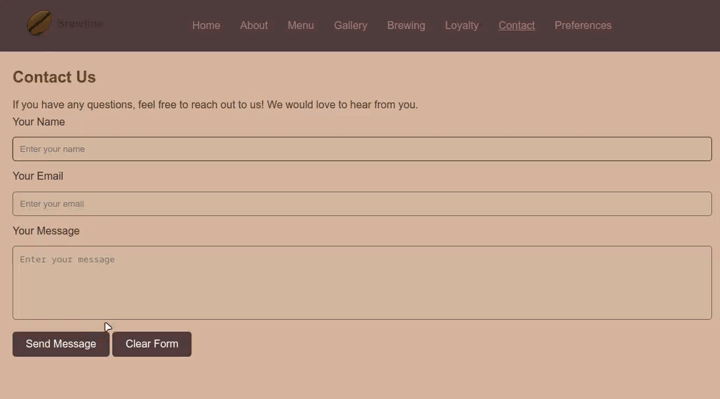 Home About Menu Gallery Brewing Loyalty Contact Preferences
Contact Us
If you have any questions, feel free to reach out to us! We would love to hear from you.
Your Name
Enter your name
Your Email
Enter your email
Your Message
Enter your message
Send Message Clear Form